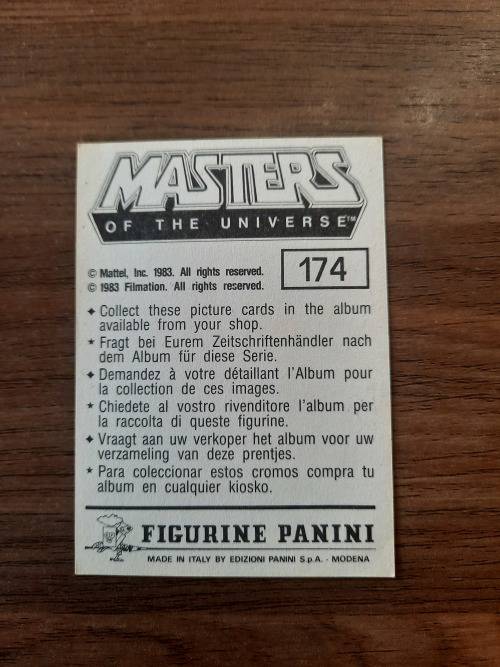 MASTERS
OF THE UNIVERSE™
© Mattel, Inc. 1983. All rights reserved.
© 1983 Filmation. All rights reserved.
174
✦ Collect these picture cards in the album
available from your shop.
★ Fragt bei Eurem Zeitschriftenhändler nach
dem Album für diese Serie.
✦ Demandez à votre détaillant l'Album pour
la collection de ces images.
★ Chiedete al vostro rivenditore l'album per
la raccolta di queste figurine.
✦ Vraagt aan uw verkoper het album voor uw
verzameling van deze prentjes.
★ Para coleccionar estos cromos compra tu
album en cualquier kiosko.
FIGURINE PANINI
MADE IN ITALY BY EDIZIONI PANINI S.p.A. - MODENA